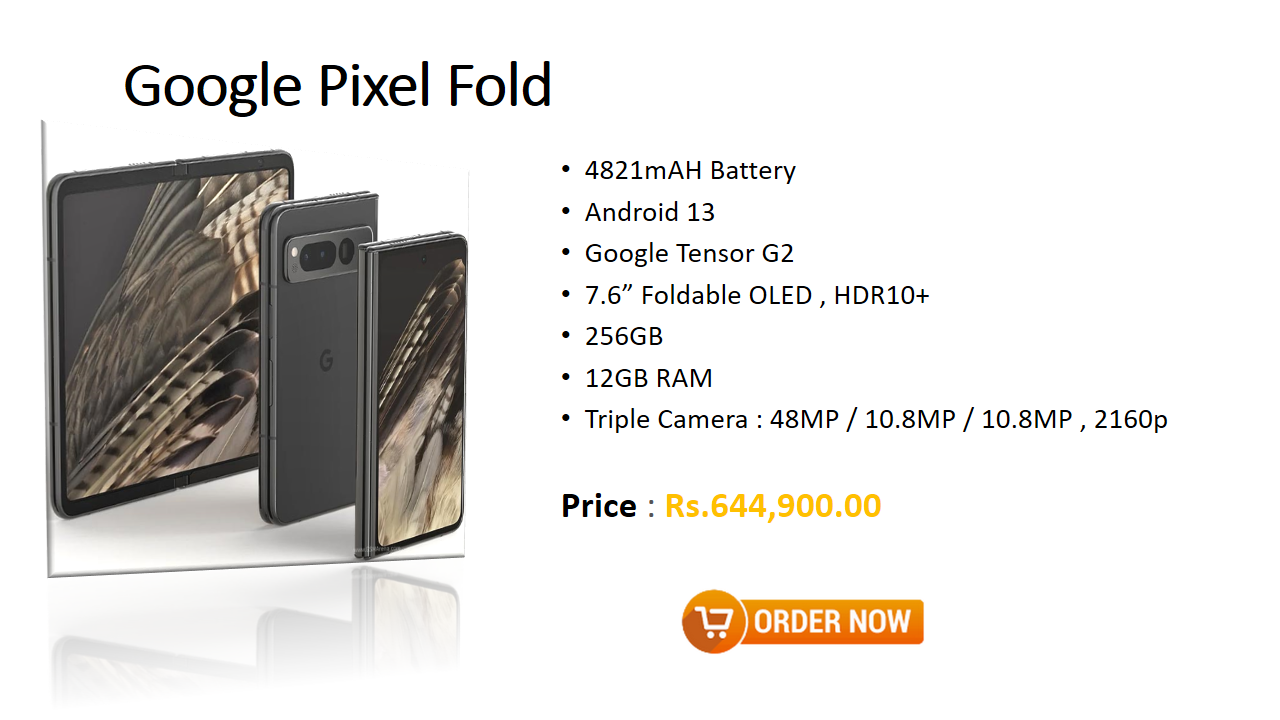 Google Pixel Fold
• 4821mAH Battery
• Android 13
• Google Tensor G2
• 7.6” Foldable OLED , HDR10+
• 256GB
• 12GB RAM
• Triple Camera : 48MP / 10.8MP / 10.8MP , 2160p
Price : Rs.644,900.00
ORDER NOW
G